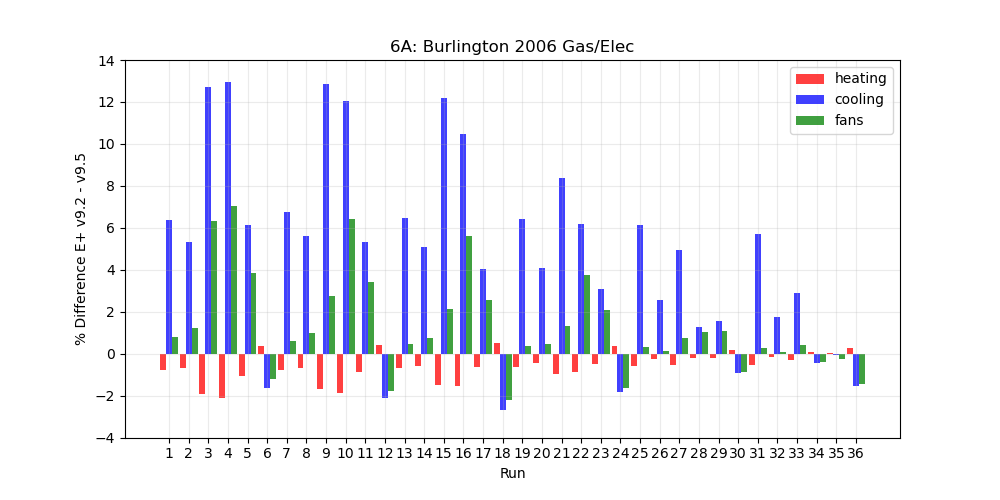 6A: Burlington 2006 Gas/Elec
14
12
10
8
6
4
2
0
−2
−4
% Difference E+ v9.2 - v9.5
heating
cooling
fans
1 2 3 4 5 6 7 8 9 10 11 12 13 14 15 16 17 18 19 20 21 22 23 24 25 26 27 28 29 30 31 32 33 34 35 36
Run